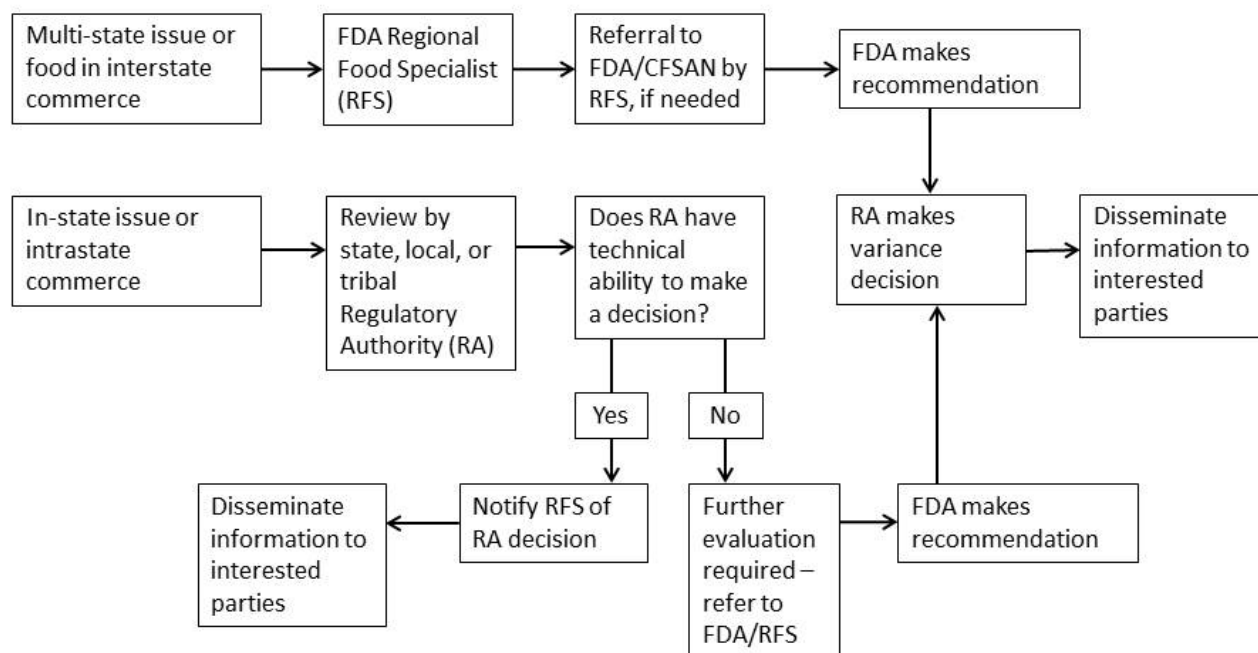 Multi-state issue or
food in interstate
commerce
FDA Regional
Food Specialist
(RFS)
Referral to
FDA/CFSAN by
RFS, if needed
FDA makes
recommendation
In-state issue or
intrastate
commerce
Review by
state, local, or
tribal
Regulatory
Authority (RA)
Does RA have
technical
ability to make
a decision?
RA makes
variance
decision
Disseminate
information to
interested
parties
Yes
No
Disseminate
information to
interested
parties
Notify RFS of
RA decision
Further
evaluation
required –
refer to
FDA/RFS
FDA makes
recommendation